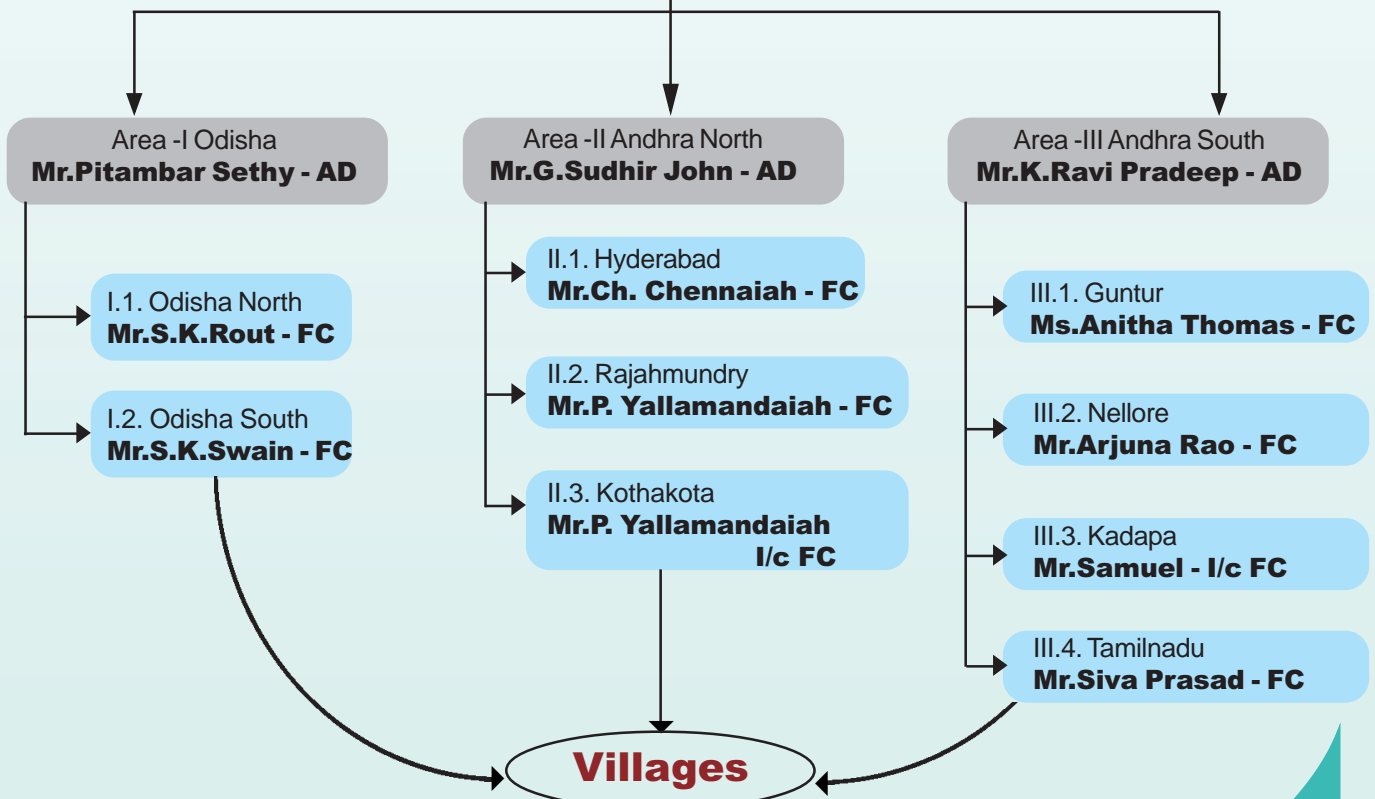 Area -I Odisha
Mr.Pitambar Sethy - AD
I.1. Odisha North
Mr.S.K.Rout - FC
I.2. Odisha South
Mr.S.K.Swain - FC
Area -II Andhra North
Mr.G.Sudhir John - AD
II.1. Hyderabad
Mr.Ch. Chennaiah - FC
II.2. Rajahmundry
Mr.P. Yallamandaiah - FC
II.3. Kothakota
Mr.P. Yallamandaiah
I/c FC
Area -III Andhra South
Mr.K.Ravi Pradeep - AD
III.1. Guntur
Ms.Anitha Thomas - FC
III.2. Nellore
Mr.Arjuna Rao - FC
III.3. Kadapa
Mr.Samuel - I/c FC
III.4. Tamilnadu
Mr.Siva Prasad - FC
Villages